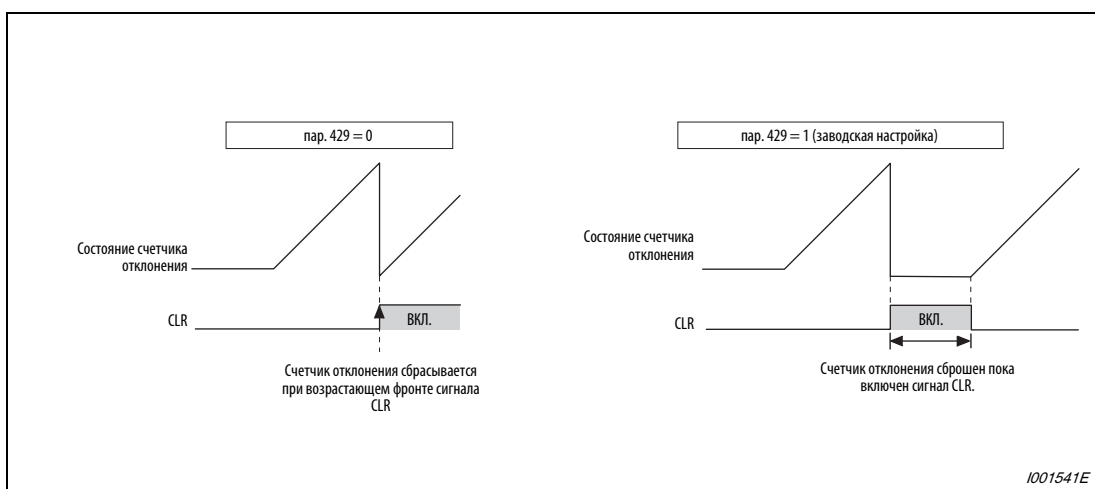 пар. 429 = 0
Состояние счетчика
отклонения
CLR
ВКЛ.
Счетчик отклонения сбрасывается
при возрастающем фронте сигнала
CLR
пар. 429 = 1 (заводская настройка)
Состояние счетчика
отклонения
CLR
ВКЛ.
Счетчик отклонения сброшен пока
включен сигнал CLR.
I001541E